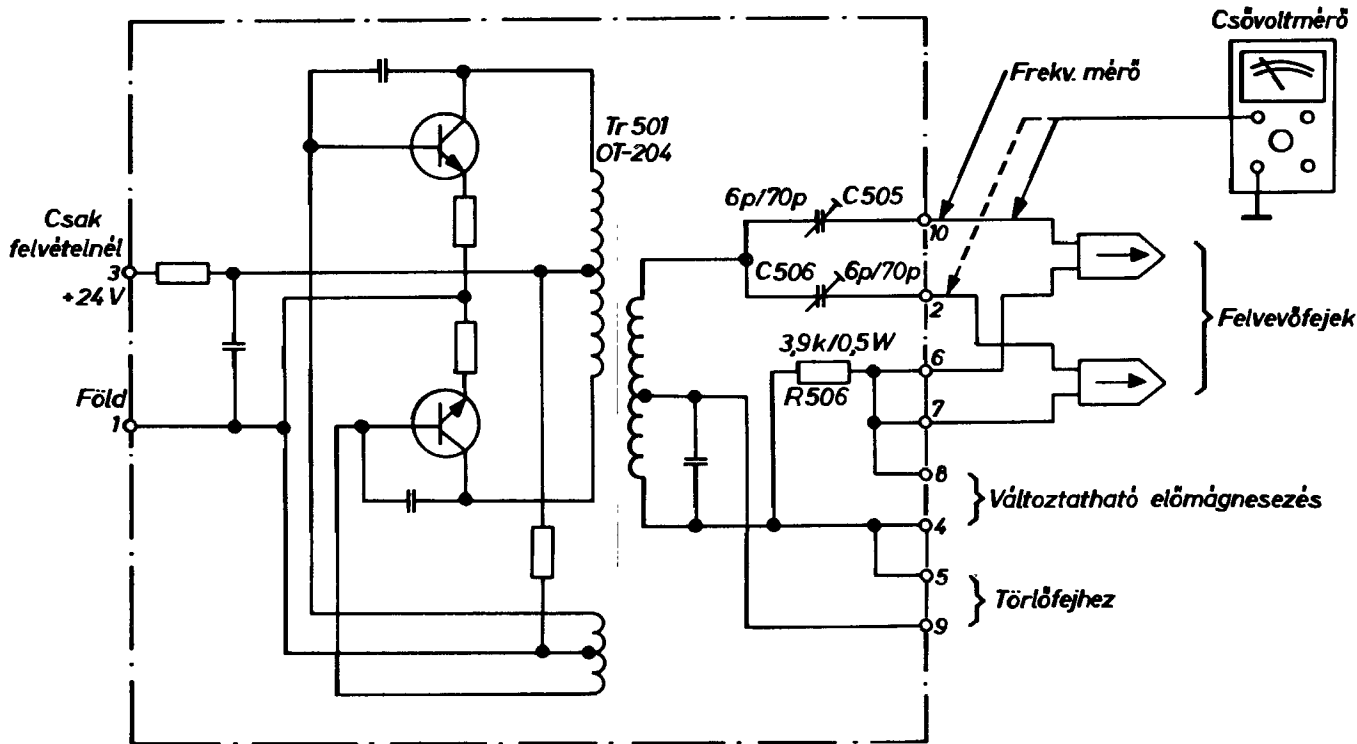 Csővoltmérő
Frekv. mérő
Tr 501
OT-204
6p/70p
C505
10
Csak
felvételnél
3
+24V
C506
6p/70p
2
Felvevőfejek
3,9k/0,5W
6
R506
7
Föld
1
8
Változtatható előmágnesezés
4
5
Törlőfejhez
9